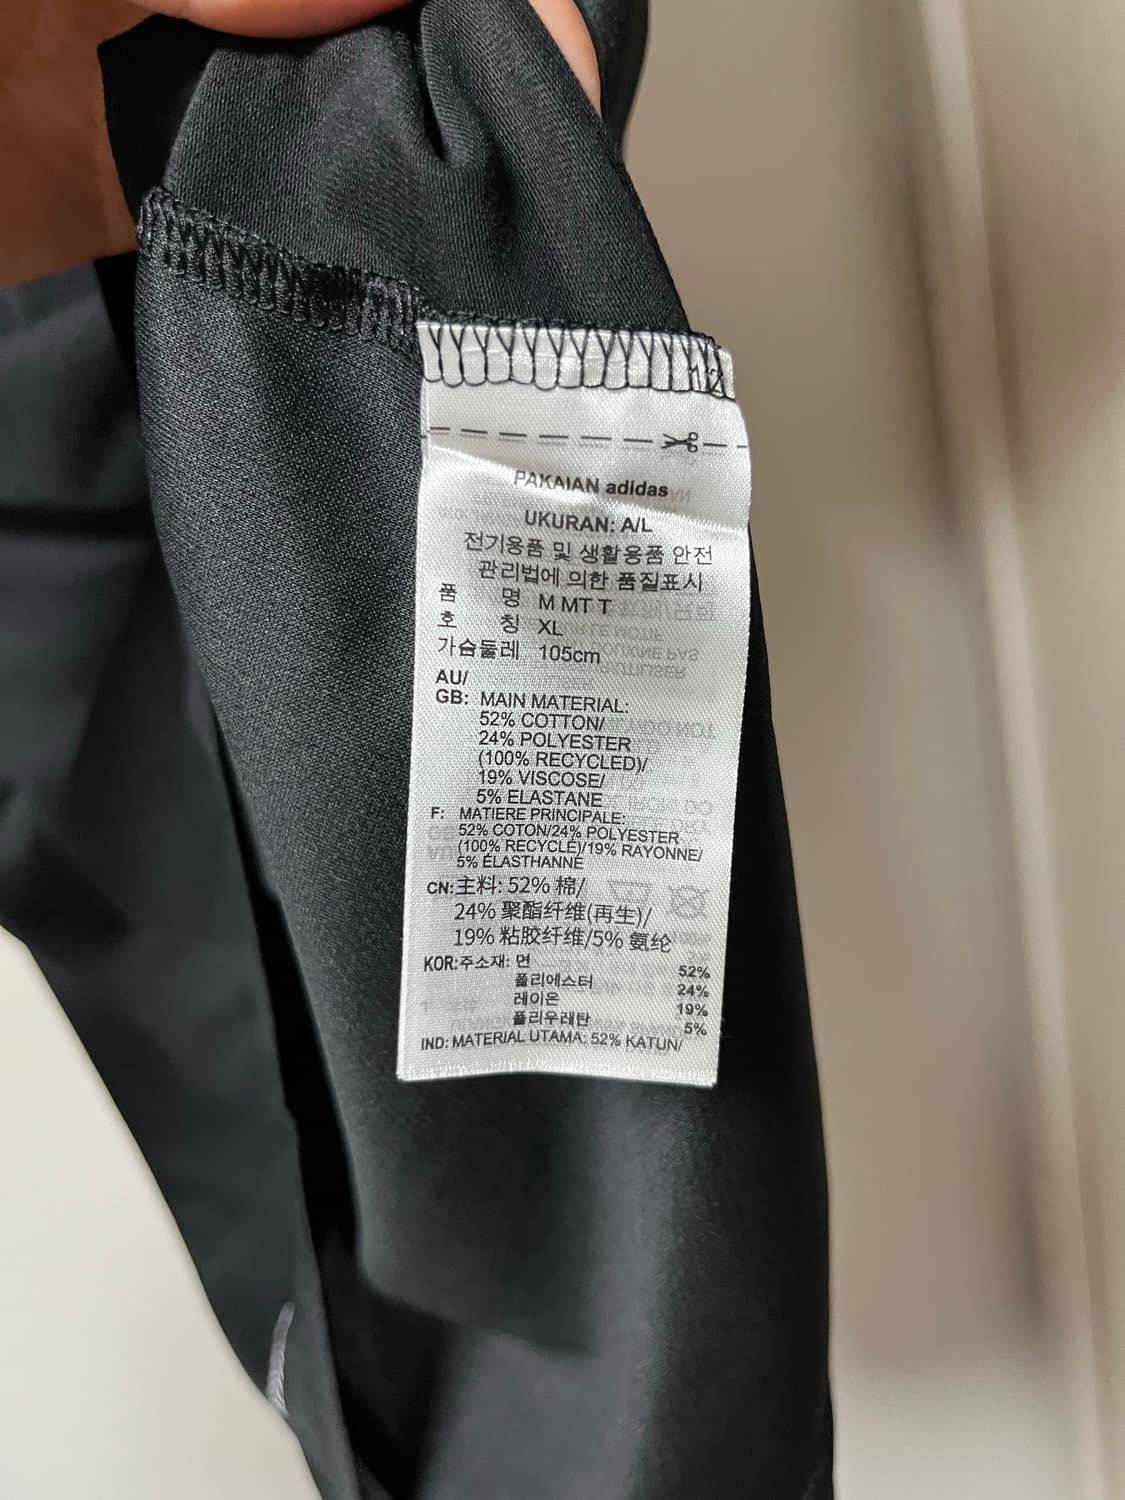 12
PAKAIAN adidas
UKURAN: A/L
전기용품 및 생활용품 안전
관리법에 의한 품질표시
품 명 M MT T
호 칭 XL
가슴둘레 105cm
AU/
GB: MAIN MATERIAL:
52% COTTON/
24% POLYESTER
(100% RECYCLED)/
19% VISCOSE/
5% ELASTANE
F: MATIERE PRINCIPALE:
52% COTON/24% POLYESTER
(100% RECYCLÉ)/19% RAYONNE/
5% ÉLASTHANNE
CN: 主料: 52% 棉/
24% 聚酯纤维(再生)/
19% 粘胶纤维/5% 氨纶
KOR: 주소재: 면 52%
폴리에스터 24%
레이온 19%
폴리우레탄 5%
IND: MATERIAL UTAMA: 52% KATUN/